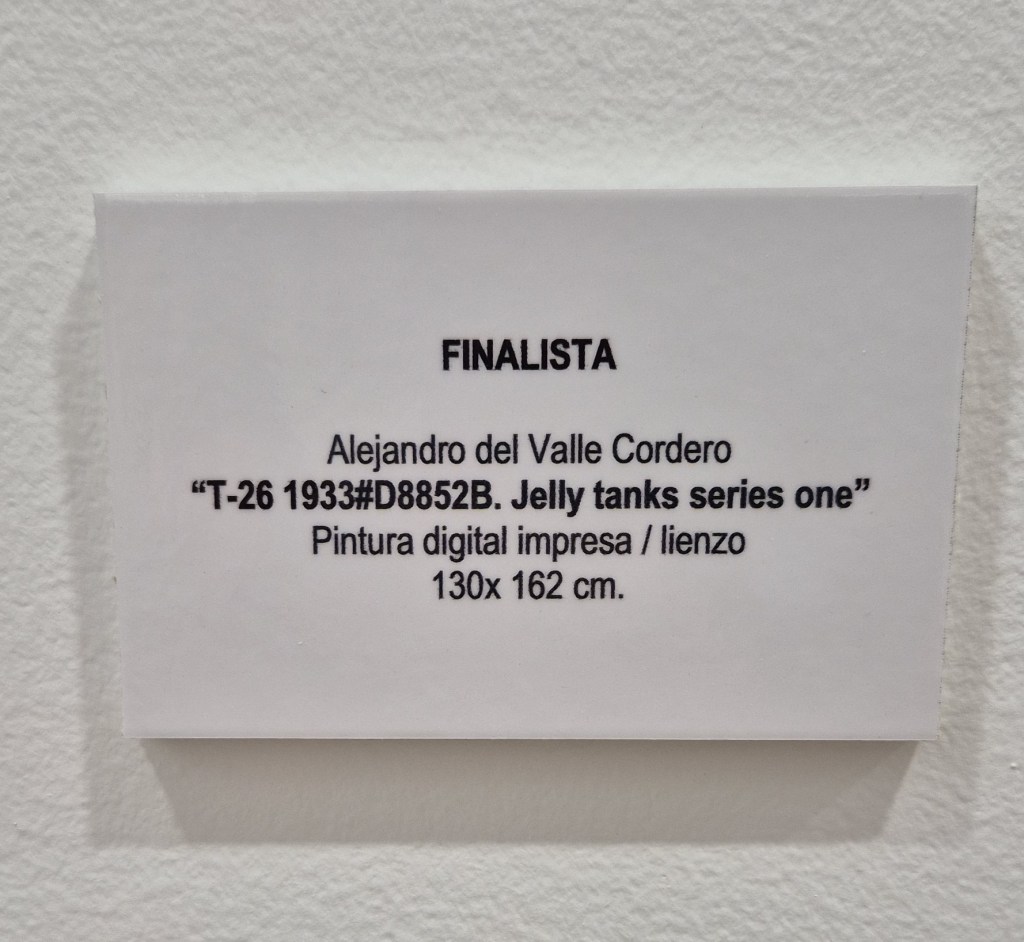 FINALISTA
Alejandro del Valle Cordero
“T-26 1933#D8852B. Jelly tanks series one”
Pintura digital impresa / lienzo
130x 162 cm.